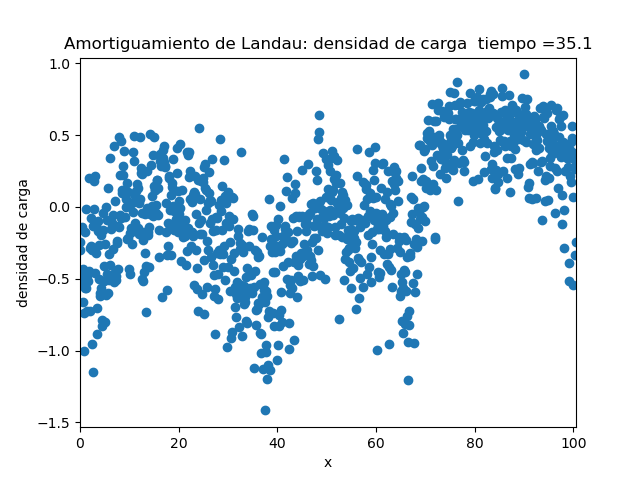 Amortiguamiento de Landau: densidad de carga  tiempo =35.1
1.0
0.5
0.0
−0.5
−1.0
−1.5
densidad de carga
0 20 40 60 80 100
x